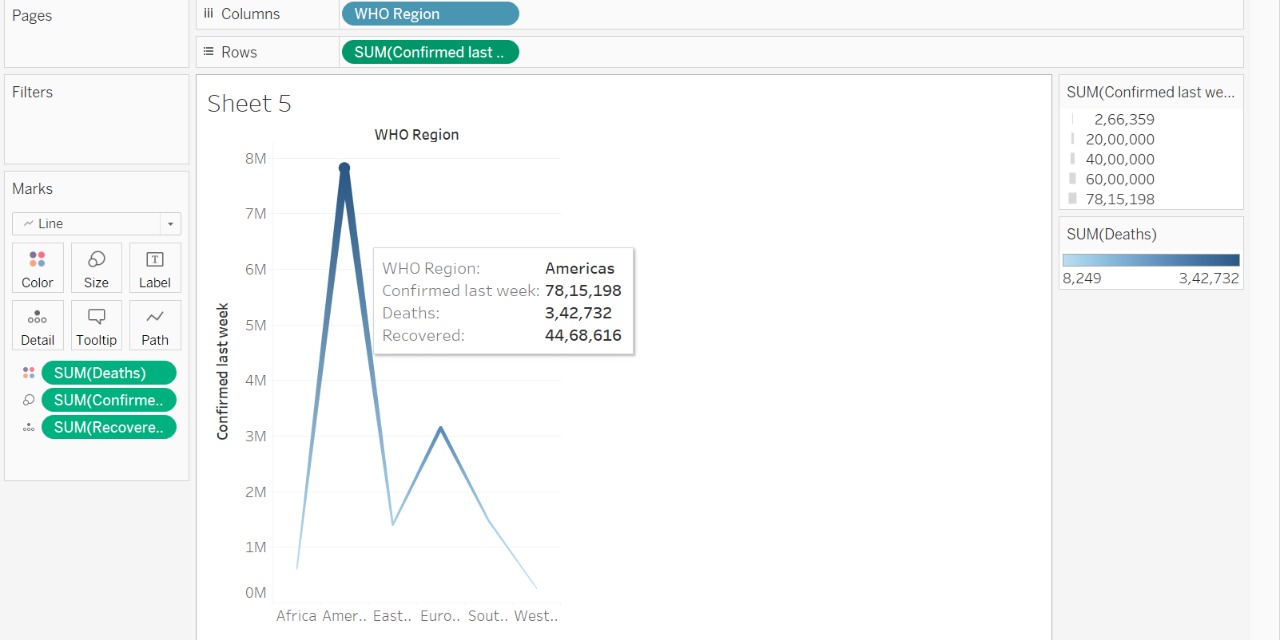 Pages
Columns
WHO Region
Rows
SUM(Confirmed last ..
Filters
Marks
Line
Color
Size
Label
Detail
Tooltip
Path
SUM(Deaths)
SUM(Confirme..
SUM(Recovere..
Sheet 5
WHO Region
Confirmed last week
8M
7M
6M
5M
4M
3M
2M
1M
0M
Africa Amer.. East.. Euro.. Sout.. West..
WHO Region: Americas
Confirmed last week: 78,15,198
Deaths: 3,42,732
Recovered: 44,68,616
SUM(Confirmed last we...
2,66,359
20,00,000
40,00,000
60,00,000
78,15,198
SUM(Deaths)
8,249 3,42,732